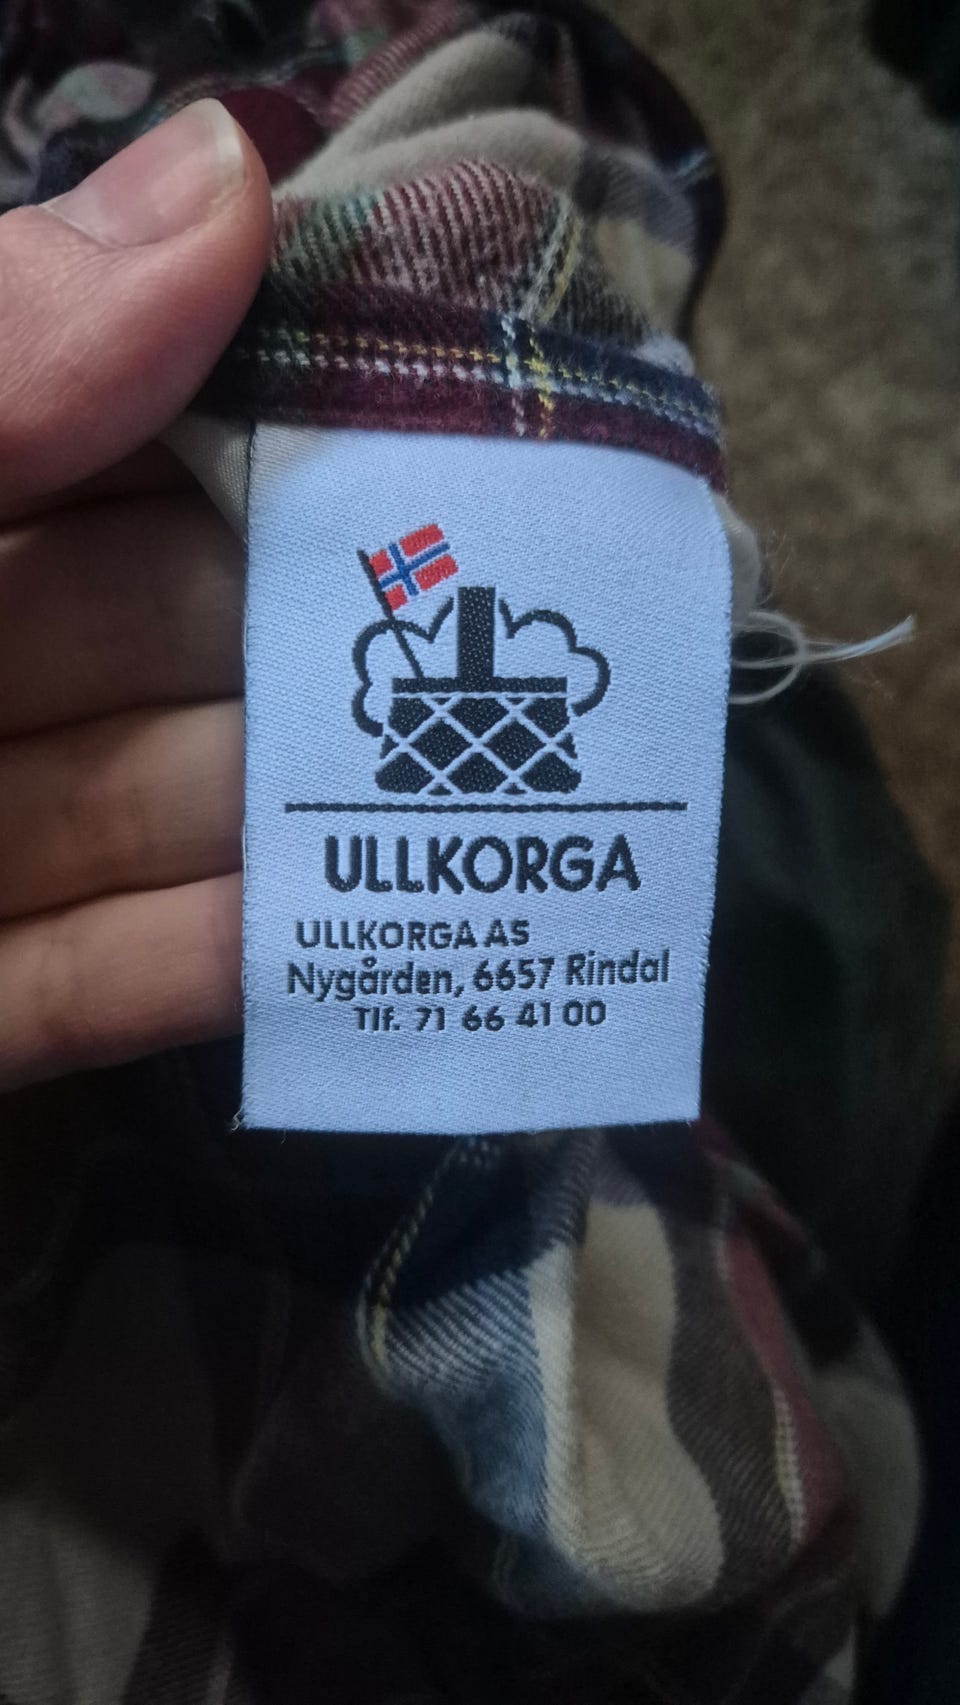 ULLKORGA
ULLKORGA AS
Nygården, 6657 Rindal
Tlf. 71 66 41 00